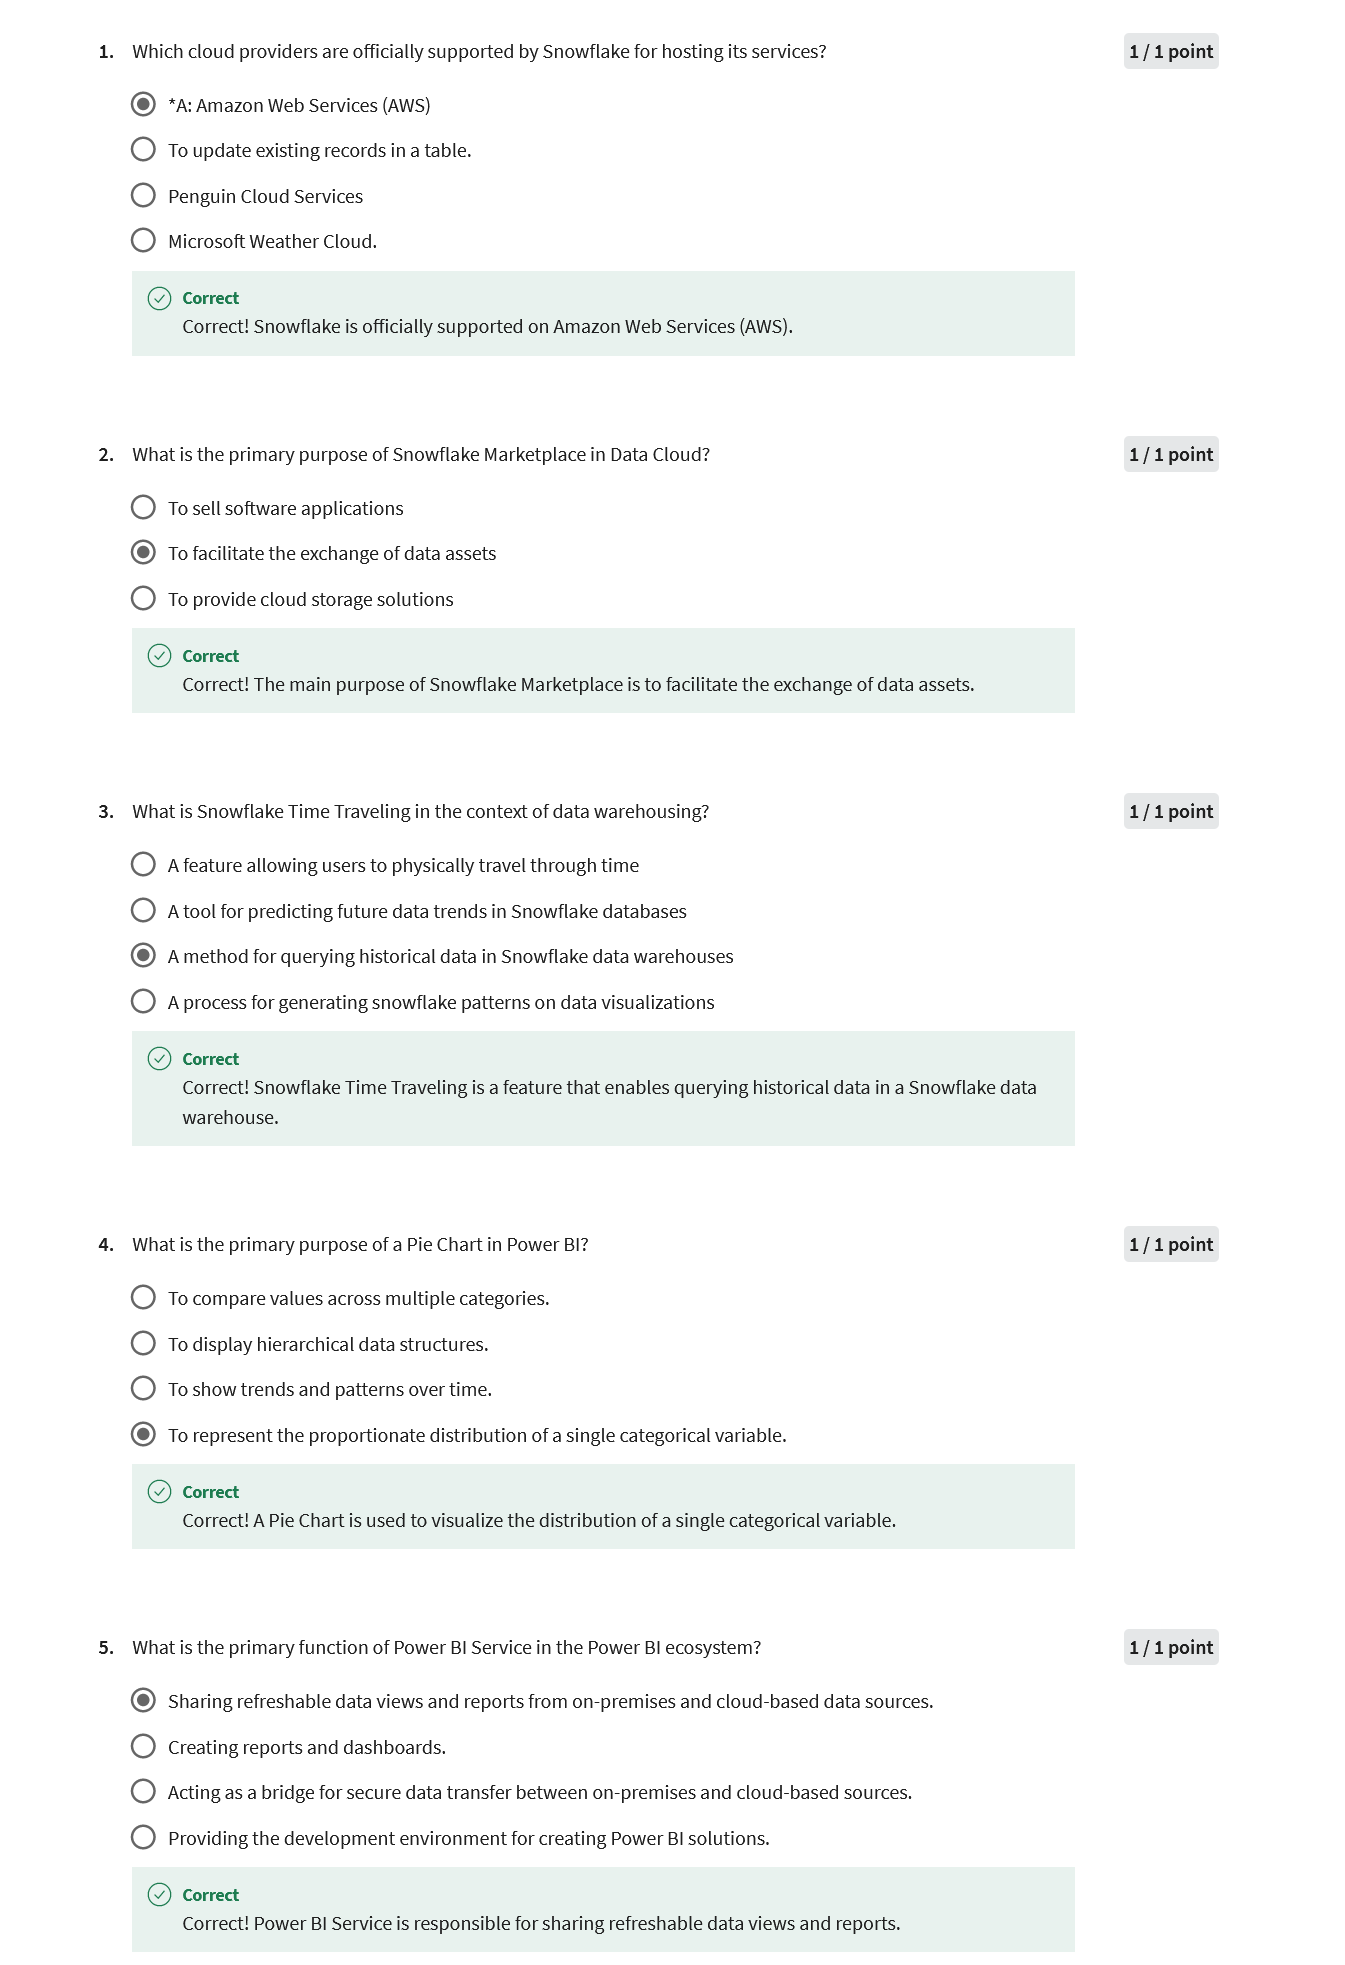 1. Which cloud providers are officially supported by Snowflake for hosting its services?
1 / 1 point
*A: Amazon Web Services (AWS)
To update existing records in a table.
Penguin Cloud Services
Microsoft Weather Cloud.
Correct
Correct! Snowflake is officially supported on Amazon Web Services (AWS).
2. What is the primary purpose of Snowflake Marketplace in Data Cloud?
1 / 1 point
To sell software applications
To facilitate the exchange of data assets
To provide cloud storage solutions
Correct
Correct! The main purpose of Snowflake Marketplace is to facilitate the exchange of data assets.
3. What is Snowflake Time Traveling in the context of data warehousing?
1 / 1 point
A feature allowing users to physically travel through time
A tool for predicting future data trends in Snowflake databases
A method for querying historical data in Snowflake data warehouses
A process for generating snowflake patterns on data visualizations
Correct
Correct! Snowflake Time Traveling is a feature that enables querying historical data in a Snowflake data
warehouse.
4. What is the primary purpose of a Pie Chart in Power BI?
1 / 1 point
To compare values across multiple categories.
To display hierarchical data structures.
To show trends and patterns over time.
To represent the proportionate distribution of a single categorical variable.
Correct
Correct! A Pie Chart is used to visualize the distribution of a single categorical variable.
5. What is the primary function of Power BI Service in the Power BI ecosystem?
1 / 1 point
Sharing refreshable data views and reports from on-premises and cloud-based data sources.
Creating reports and dashboards.
Acting as a bridge for secure data transfer between on-premises and cloud-based sources.
Providing the development environment for creating Power BI solutions.
Correct
Correct! Power BI Service is responsible for sharing refreshable data views and reports.